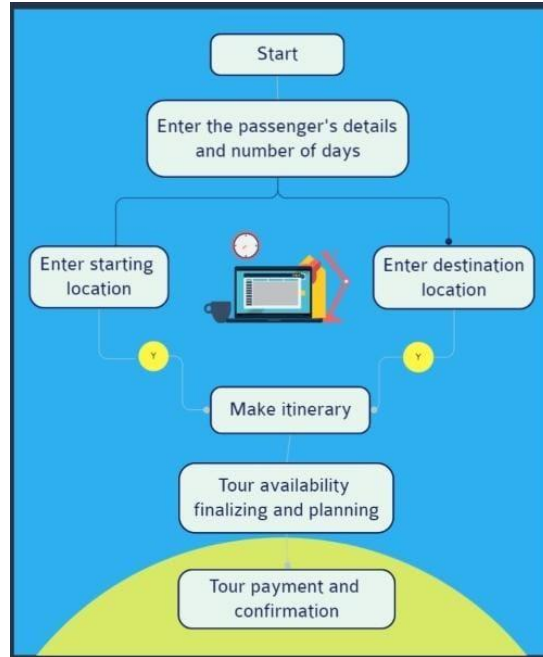 Start
Enter the passenger's details
and number of days
Enter starting
location
Enter destination
location
Y
Y
Make itinerary
Tour availability
finalizing and planning
Tour payment and
confirmation